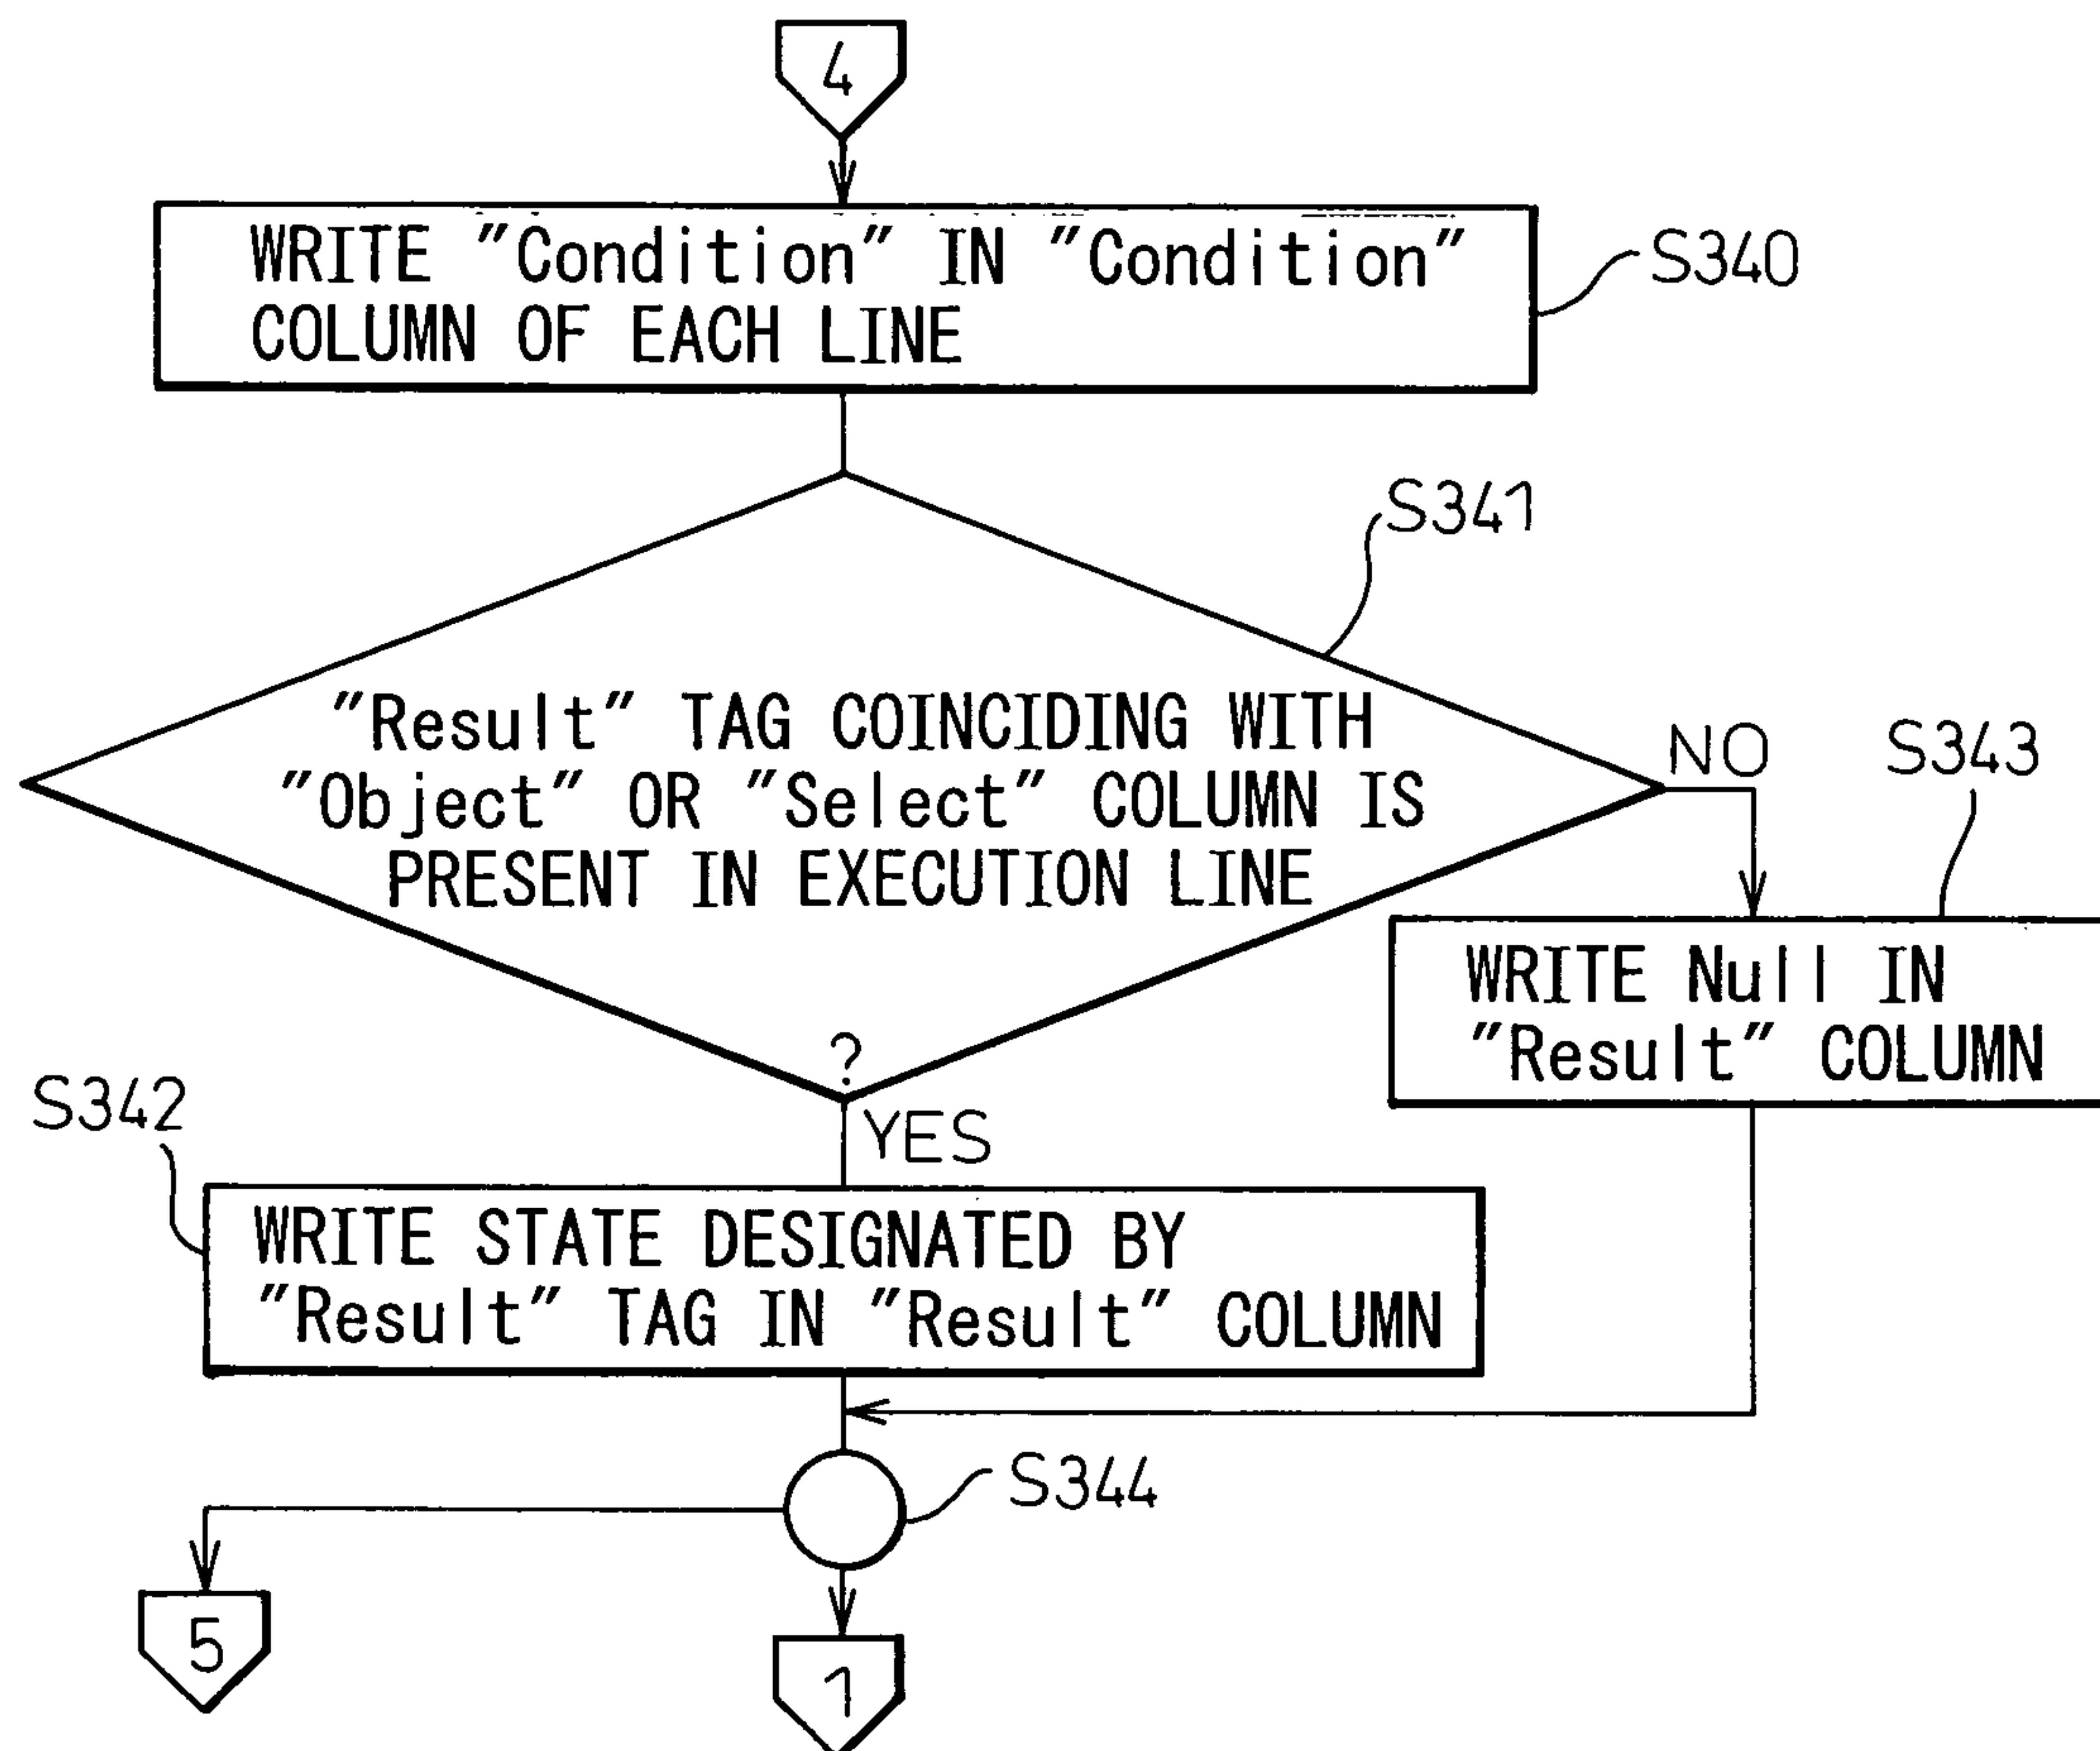 4
WRITE "Condition" IN "Condition"
COLUMN OF EACH LINE
S340
S341
"Result" TAG COINCIDING WITH
"Object" OR "Select" COLUMN IS
PRESENT IN EXECUTION LINE
?
NO
S343
WRITE Null IN
"Result" COLUMN
YES
S342
WRITE STATE DESIGNATED BY
"Result" TAG IN "Result" COLUMN
S344
5
1